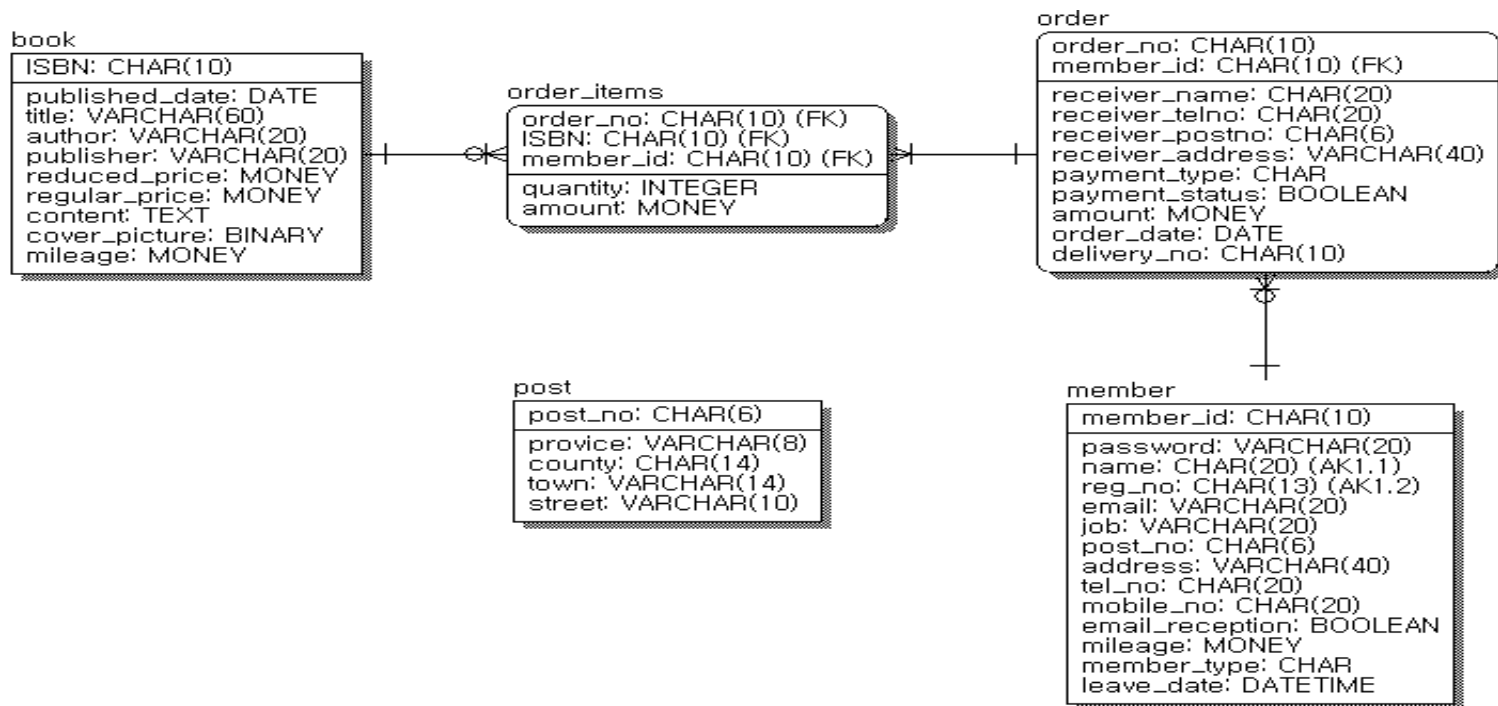 book
ISBN: CHAR(10)
published_date: DATE
title: VARCHAR(60)
author: VARCHAR(20)
publisher: VARCHAR(20)
reduced_price: MONEY
regular_price: MONEY
content: TEXT
cover_picture: BINARY
mileage: MONEY
order_items
order_no: CHAR(10) (FK)
ISBN: CHAR(10) (FK)
member_id: CHAR(10) (FK)
quantity: INTEGER
amount: MONEY
order
order_no: CHAR(10)
member_id: CHAR(10) (FK)
receiver_name: CHAR(20)
receiver_telno: CHAR(20)
receiver_postno: CHAR(6)
receiver_address: VARCHAR(40)
payment_type: CHAR
payment_status: BOOLEAN
amount: MONEY
order_date: DATE
delivery_no: CHAR(10)
post
post_no: CHAR(6)
provice: VARCHAR(8)
county: CHAR(14)
town: VARCHAR(14)
street: VARCHAR(10)
member
member_id: CHAR(10)
password: VARCHAR(20)
name: CHAR(20) (AK1.1)
reg_no: CHAR(13) (AK1.2)
email: VARCHAR(20)
job: VARCHAR(20)
post_no: CHAR(6)
address: VARCHAR(40)
tel_no: CHAR(20)
mobile_no: CHAR(20)
email_reception: BOOLEAN
mileage: MONEY
member_type: CHAR
leave_date: DATETIME